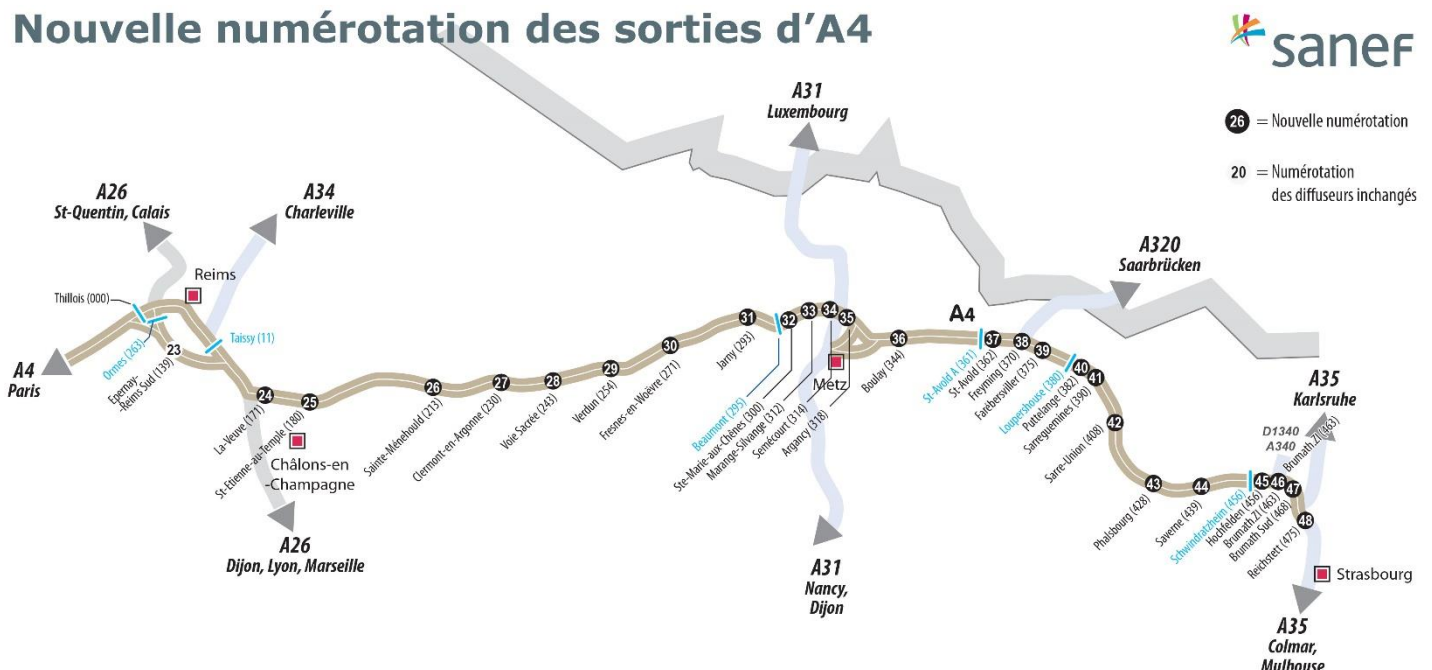 Nouvelle numérotation des sorties d’A4
sanef
26 = Nouvelle numérotation
20 = Numérotation
des diffuseurs inchangés
A31
Luxembourg
A26
St-Quentin, Calais
A34
Charleville
A320
Saarbrücken
Reims
Thillois (000)
Ormes (263)
23
Epernay-
-Reims Sud (139)
Taissy (11)
A4
Paris
24
La-Veuve (171)
25
St-Etienne-au-Temple (180)
Châlons-en
-Champagne
A26
Dijon, Lyon, Marseille
26
Sainte-Ménehould (213)
27
Clermont-en-Argonne (230)
28
Voie Sacrée (243)
29
Verdun (254)
30
Fresnes-en-Woëvre (271)
31
Jarny (293)
Beaumont (295)
32
Ste-Marie-aux-Chênes (300)
33
Marange-Silvange (312)
34
Semécourt (314)
35
Argancy (318)
Metz
A31
Nancy,
Dijon
36
Boulay (344)
A4
St-Avold A (361)
37
St-Avold (362)
38
Freyming (370)
39
Farébersviller (375)
Loupershouse (380)
40
Puttelange (382)
41
Sarreguemines (390)
42
Sarre-Union (408)
43
Phalsbourg (428)
44
Saverne (439)
Schwindratzheim (456)
45
Hochfelden (456)
46
Brumath.ZI (463)
47
Brumath Sud (468)
48
Reichstett (475)
D1340
A340
Brumath.ZI (463)
A35
Karlsruhe
Strasbourg
A35
Colmar,
Mulhouse